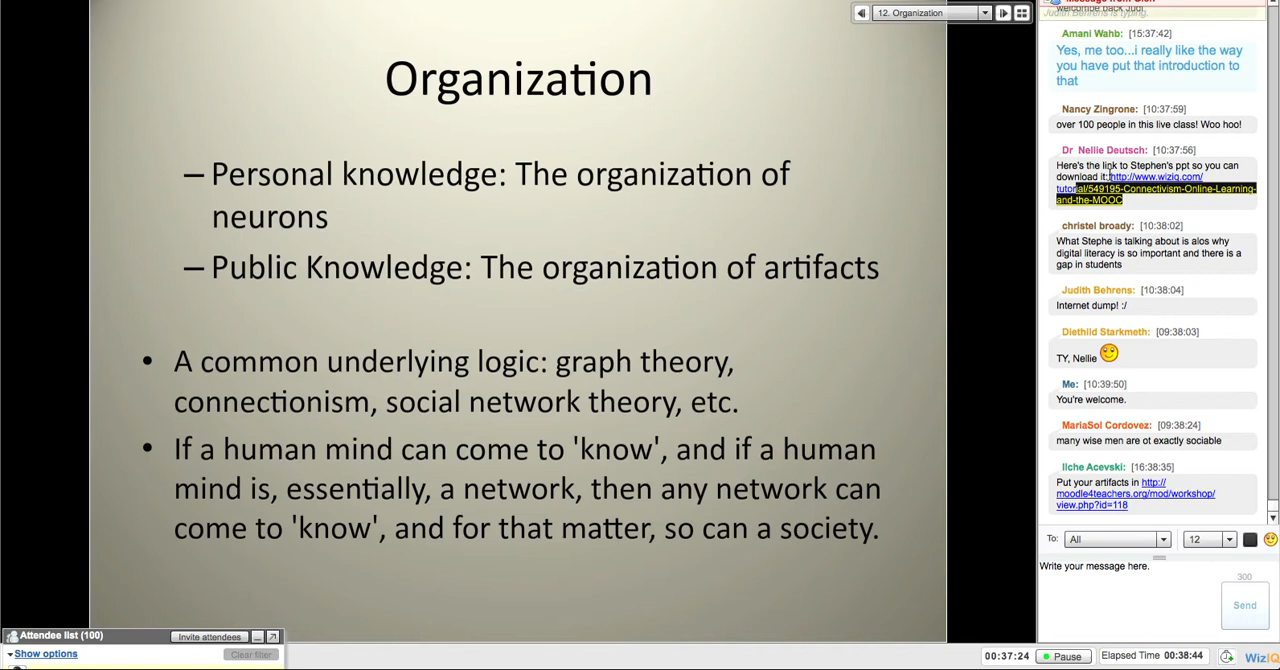 12. Organization
Organization
– Personal knowledge: The organization of
neurons
– Public Knowledge: The organization of artifacts
• A common underlying logic: graph theory,
connectionism, social network theory, etc.
• If a human mind can come to 'know', and if a human
mind is, essentially, a network, then any network can
come to 'know', and for that matter, so can a society.
Attendee list (100)
Invite attendees
Show options
Clear filter
Judith Behrens is typing.
Amani Wahb: [15:37:42]
Yes, me too...i really like the way
you have put that introduction to
that
Nancy Zingrone: [10:37:59]
over 100 people in this live class! Woo hoo!
Dr Nellie Deutsch: [10:37:56]
Here's the link to Stephen's ppt so you can
download it: http://www.wiziq.com/
tutorial/549195-Connectivism-Online-Learning-
and-the-MOOC
christel broady: [10:38:02]
What Stephe is talking about is alos why
digital literacy is so important and there is a
gap in students
Judith Behrens: [10:38:04]
Internet dump! :/
Diethild Starkmeth: [09:38:03]
TY, Nellie
Me: [10:39:50]
You're welcome.
MariaSol Cordovez: [09:38:24]
many wise men are ot exactly sociable
Ilche Acevski: [16:38:35]
Put your artifacts in http://
moodle4teachers.org/mod/workshop/
view.php?id=118
To: All 12
Write your message here.
300
Send
00:37:24 Pause Elapsed Time 00:38:44 WizIQ